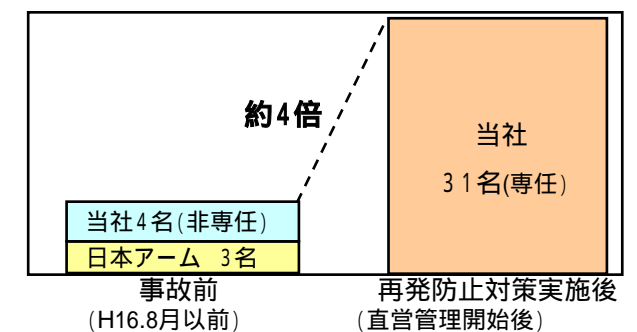 約4倍
当社
31名(専任)
当社4名(非専任)
日本アーム 3名
事故前
(H16.8月以前)
再発防止対策実施後
(直営管理開始後)